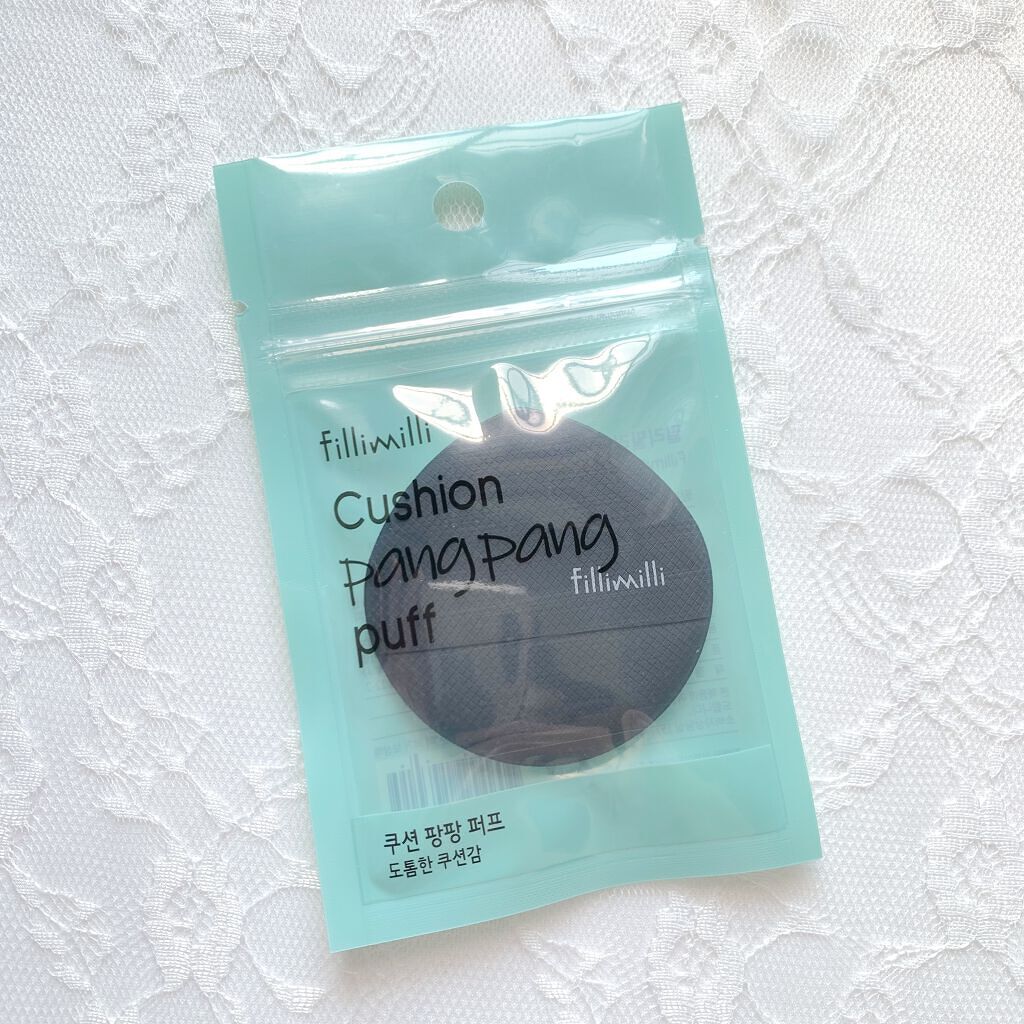 fillimilli
Cushion
pangpang
puff
fillimilli
쿠션 팡팡 퍼프
도톰한 쿠션감